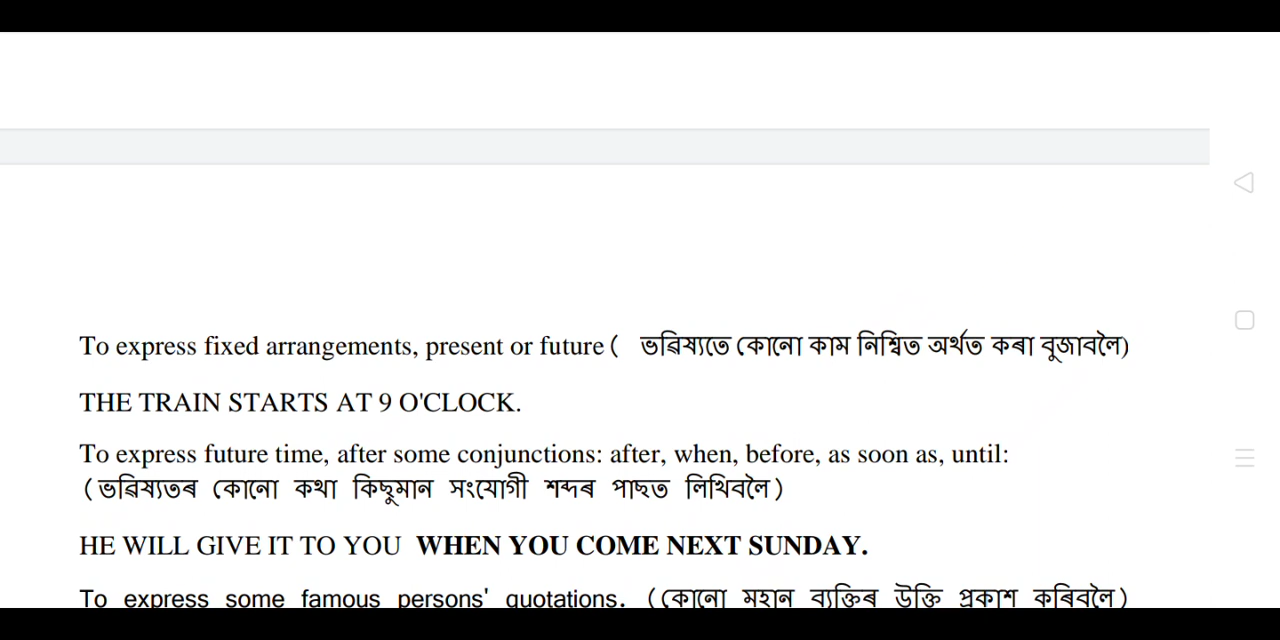 To express fixed arrangements, present or future ( ভৱিষ্যতে কোনো কাম নিশ্বিত অৰ্থত কৰা বুজাবলৈ)
THE TRAIN STARTS AT 9 O'CLOCK.
To express future time, after some conjunctions: after, when, before, as soon as, until:
(ভৱিষ্যতৰ কোনো কথা কিছুমান সংযোগী শব্দৰ পাছত লিখিবলৈ)
HE WILL GIVE IT TO YOU WHEN YOU COME NEXT SUNDAY.
To express some famous persons' quotations. (কোনো মহান ব্যক্তিৰ উক্তি প্ৰকাশ কৰিবলৈ)